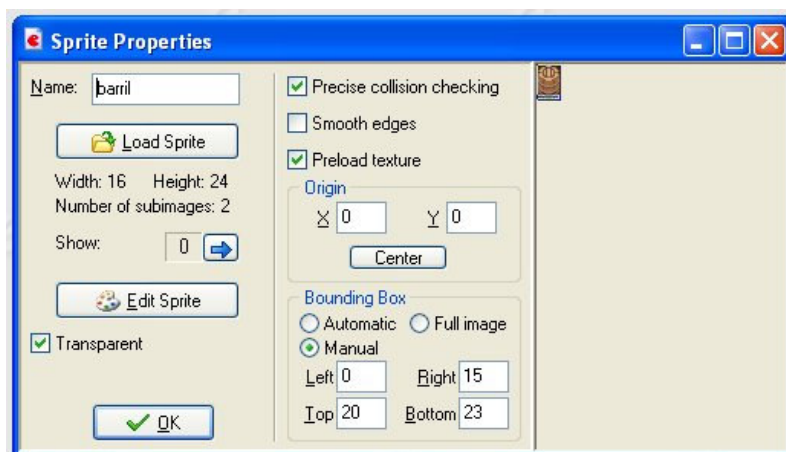 Sprite Properties
Name: barril
Load Sprite
Width: 16 Height: 24
Number of subimages: 2
Show: 0
Edit Sprite
Transparent
OK
Precise collision checking
Smooth edges
Preload texture
Origin
X 0 Y 0
Center
Bounding Box
Automatic Full image
Manual
Left 0 Right 15
Top 20 Bottom 23